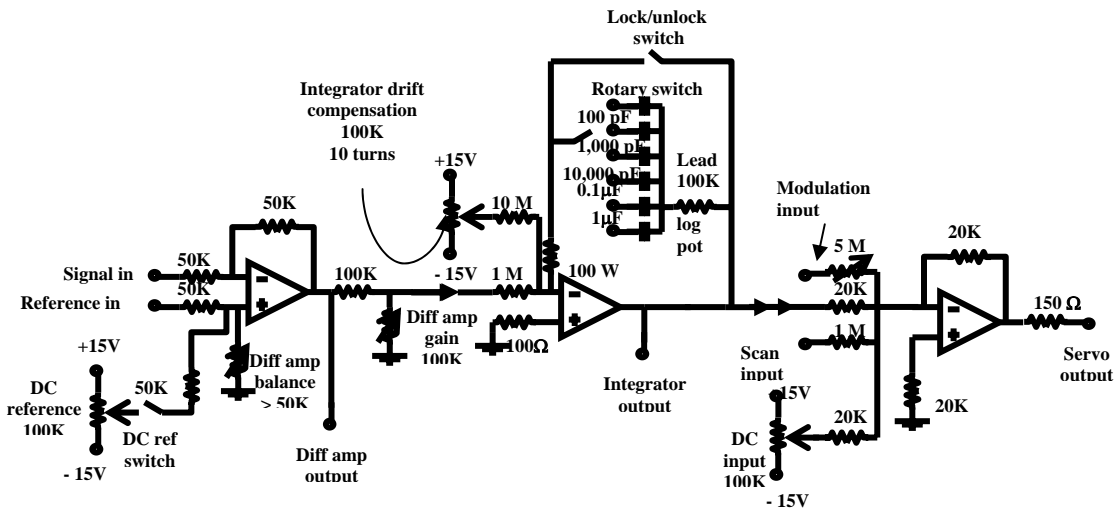 Lock/unlock
switch
Integrator drift
compensation
100K
10 turns
Rotary switch
100 pF
1,000 pF
10,000 pF
0.1µF
1µF
Lead
100K
log
pot
+15V
10 M
- 15V
1 M
100 W
100Ω
50K
Signal in
50K
Reference in
50K
100K
Diff amp
gain
100K
Diff amp
balance
> 50K
+15V
DC
reference
100K
- 15V
50K
DC ref
switch
Diff amp
output
Integrator
output
Modulation
input
5 M
20K
1 M
Scan
input
+15V
DC
input
100K
- 15V
20K
20K
20K
150 Ω
Servo
output